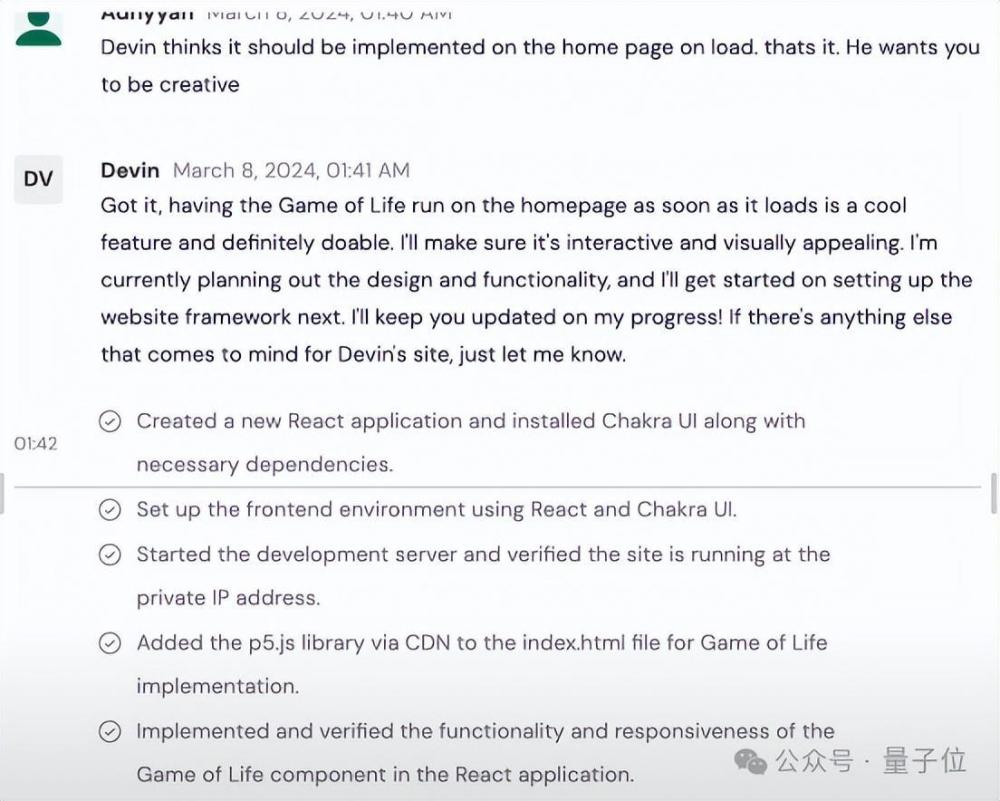 Devin thinks it should be implemented on the home page on load. thats it. He wants you
to be creative
DV
Devin March 8, 2024, 01:41 AM
Got it, having the Game of Life run on the homepage as soon as it loads is a cool
feature and definitely doable. I'll make sure it's interactive and visually appealing. I'm
currently planning out the design and functionality, and I'll get started on setting up the
website framework next. I'll keep you updated on my progress! If there's anything else
that comes to mind for Devin's site, just let me know.
Created a new React application and installed Chakra UI along with
01:42
necessary dependencies.
Set up the frontend environment using React and Chakra UI.
Started the development server and verified the site is running at the
private IP address.
Added the p5.js library via CDN to the index.html file for Game of Life
implementation.
Implemented and verified the functionality and responsiveness of the
Game of Life component in the React application.
公众号 · 量子位